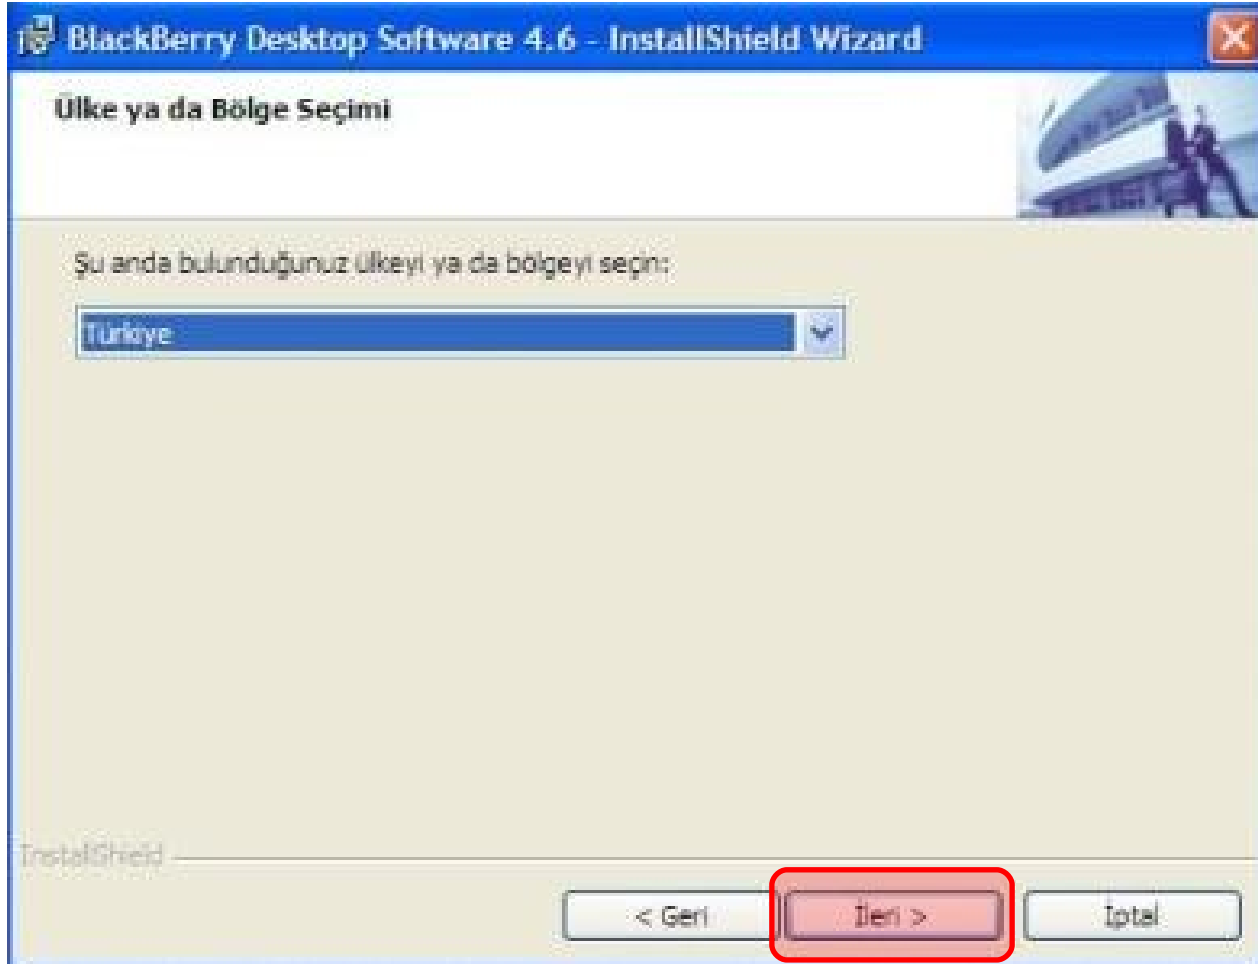 BlackBerry Desktop Software 4.6 - InstallShield Wizard
Ülke ya da Bölge Seçimi
Şu anda bulunduğunuz ülkeyi ya da bölgeyi seçin:
Türkiye
InstallShield
< Geri
İleri >
İptal